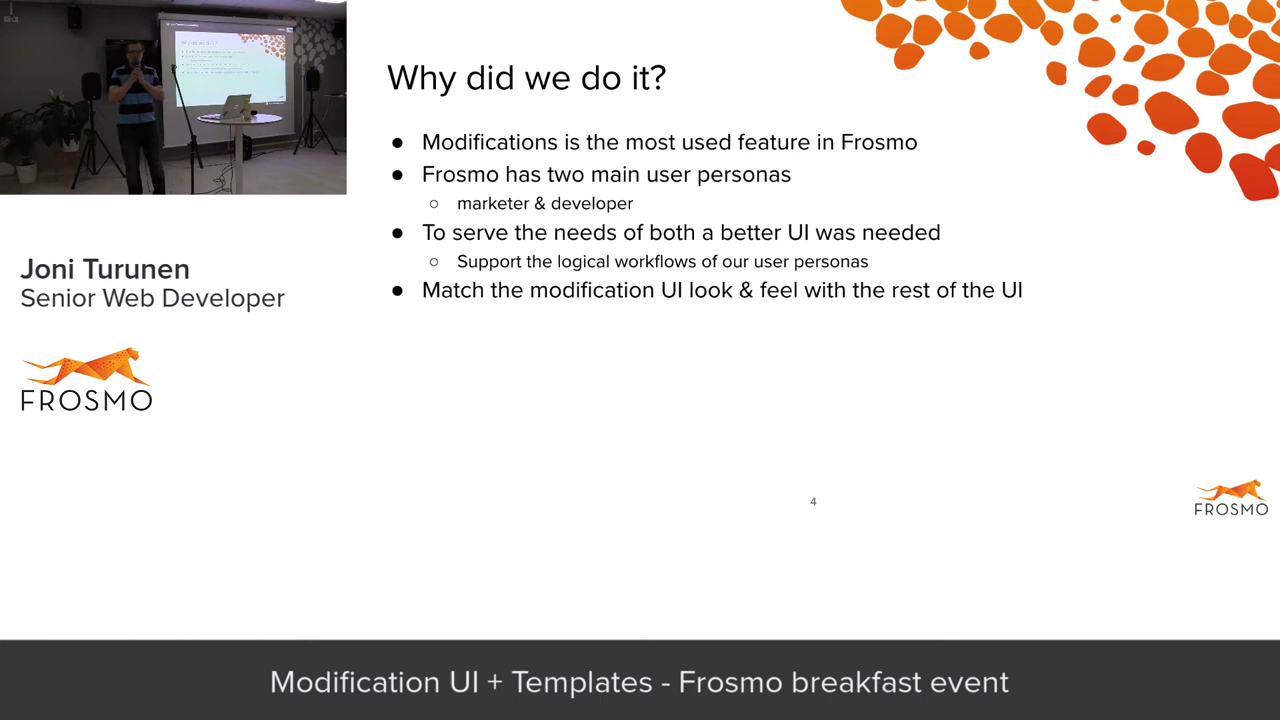 Why did we do it?
● Modifications is the most used feature in Frosmo
● Frosmo has two main user personas
○ marketer & developer
● To serve the needs of both a better UI was needed
○ Support the logical workflows of our user personas
● Match the modification UI look & feel with the rest of the UI
Joni Turunen
Senior Web Developer
FROSMO
4
FROSMO
Modification UI + Templates - Frosmo breakfast event